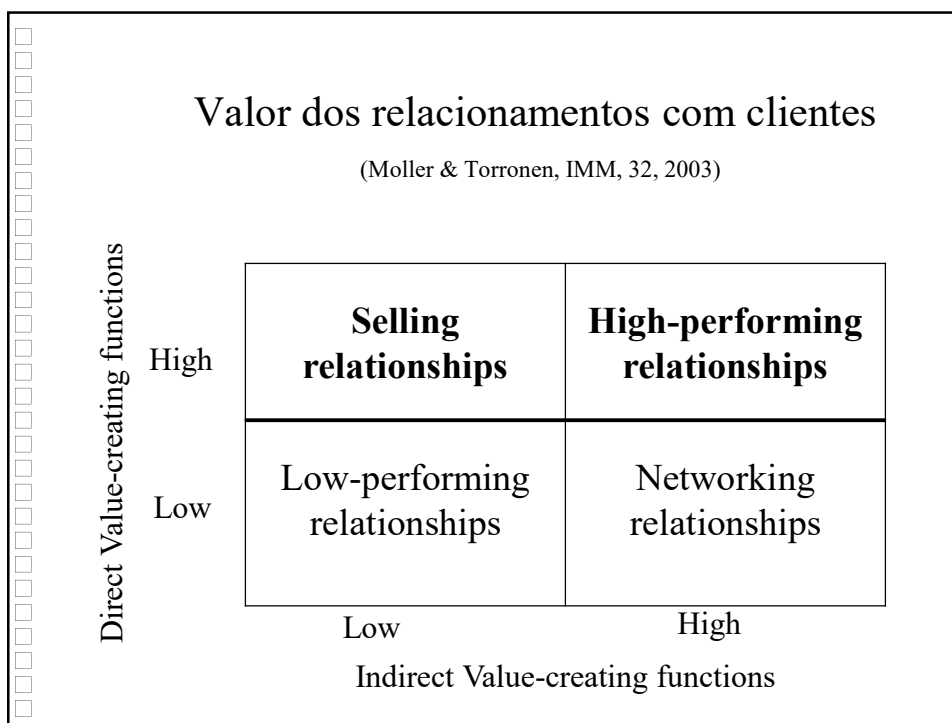 Valor dos relacionamentos com clientes
(Moller & Torronen, IMM, 32, 2003)
Direct Value-creating functions
High
Selling
relationships
High-performing
relationships
Low
Low-performing
relationships
Networking
relationships
Low
High
Indirect Value-creating functions